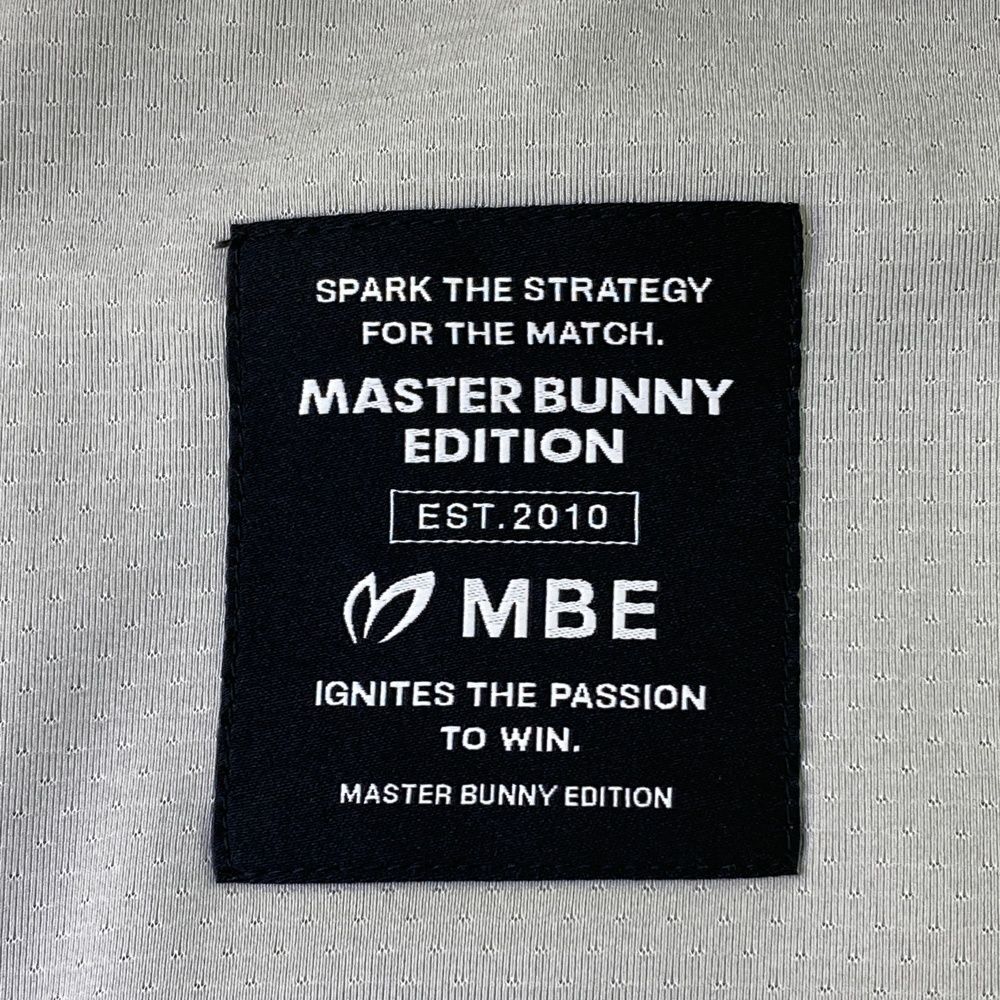 SPARK THE STRATEGY
FOR THE MATCH.
MASTER BUNNY
EDITION
EST.2010
MBE
IGNITES THE PASSION
TO WIN.
MASTER BUNNY EDITION